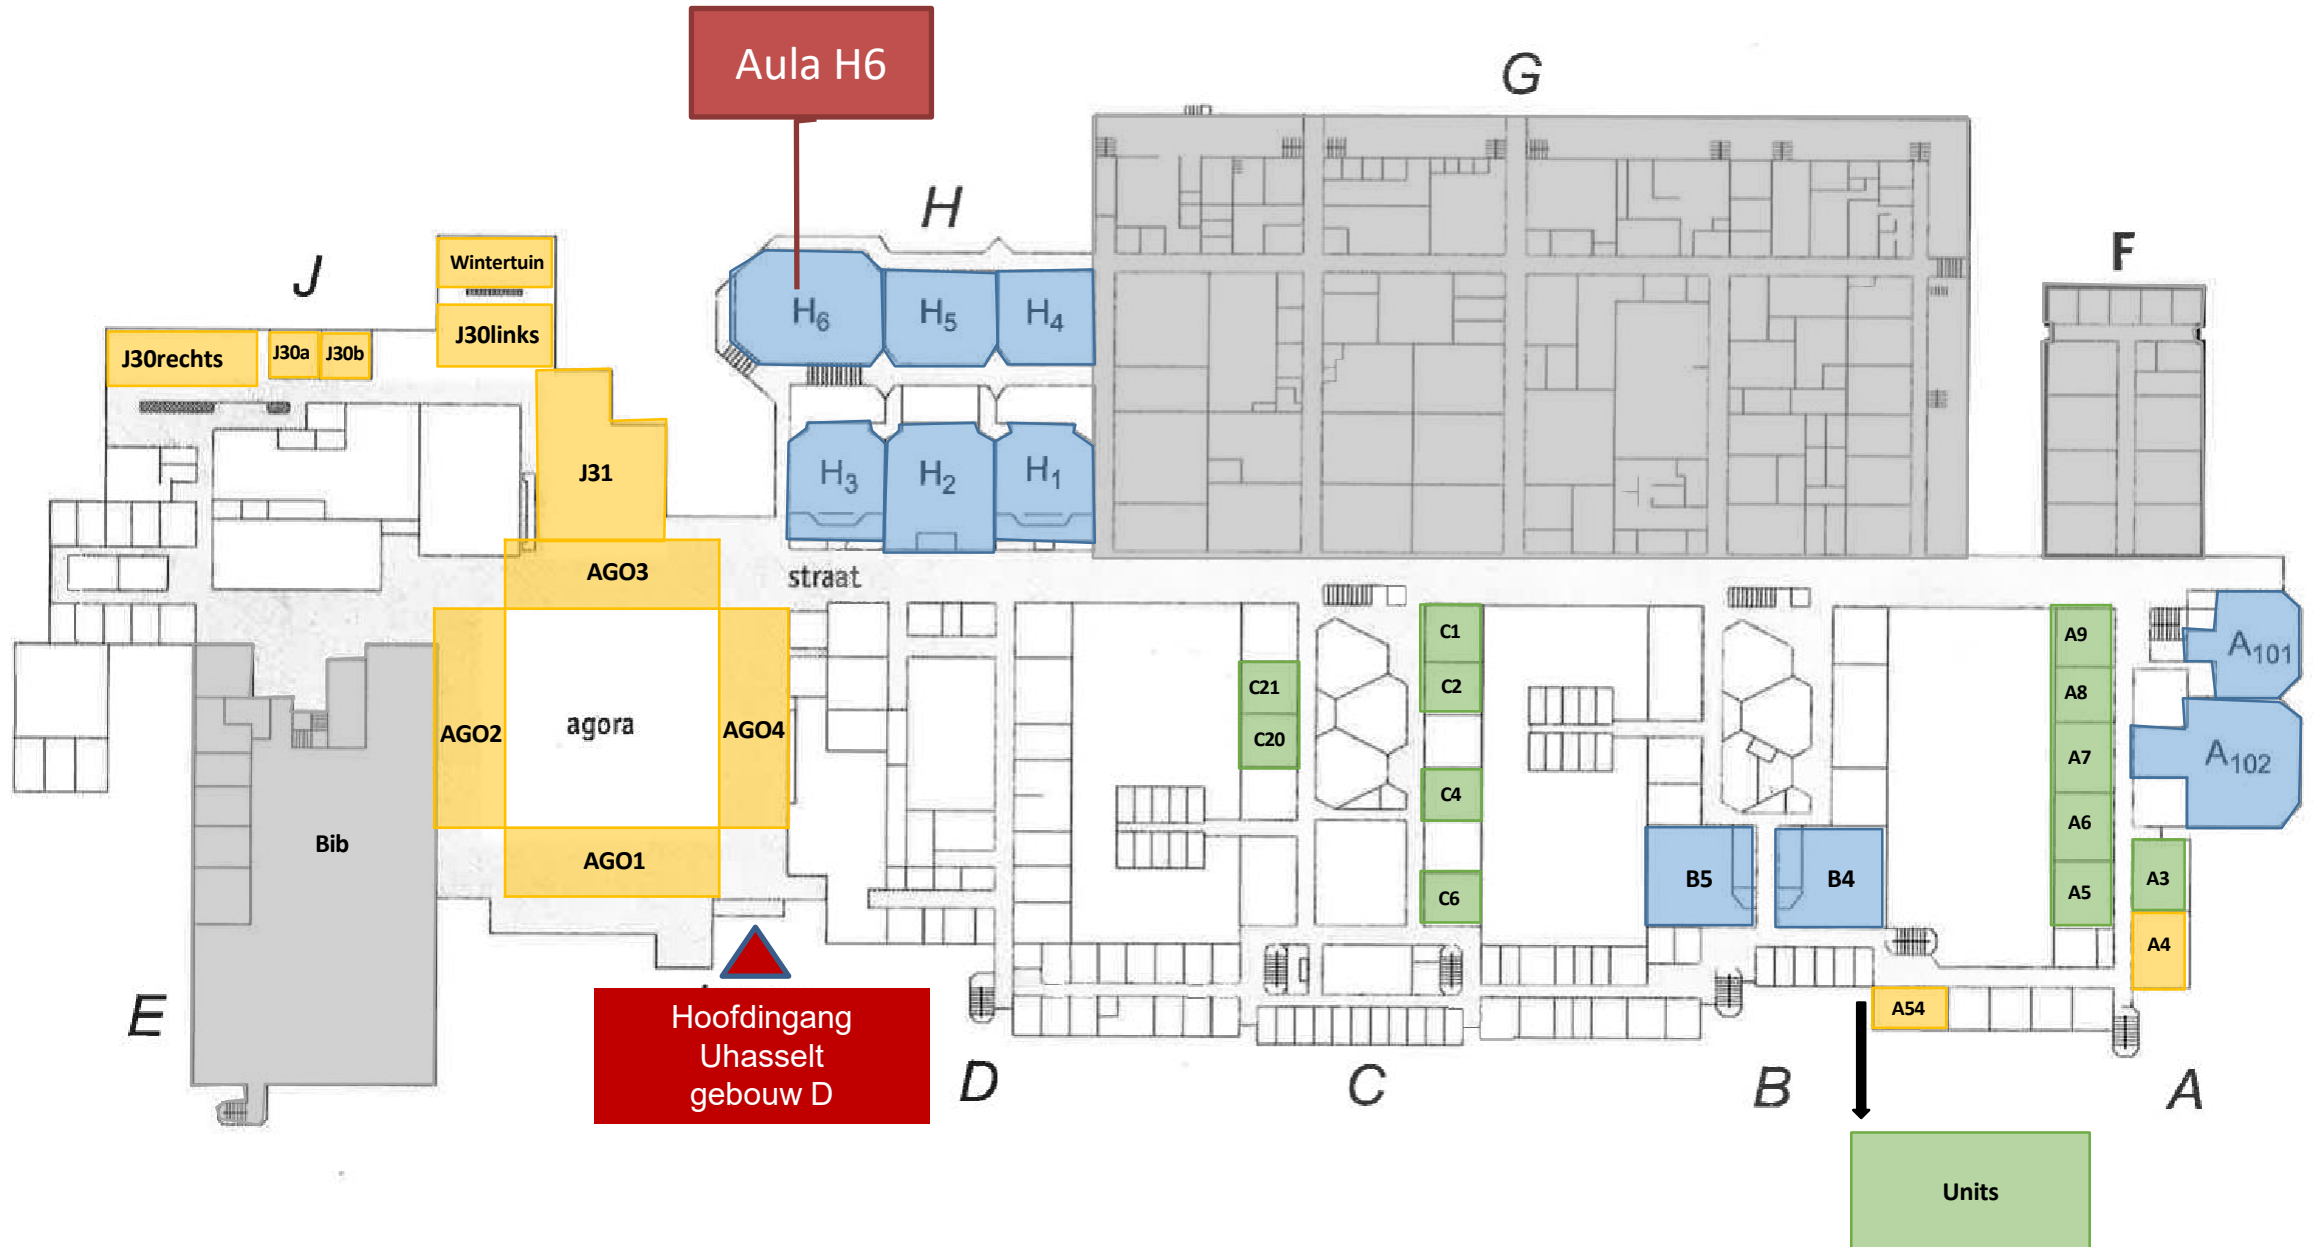 Aula H6
G
H
F
J
Wintertuin
J30links
J30rechts
J30a
J30b
H6
H5
H4
J31
H3
H2
H1
AGO3
straat
C1
A9
A101
C21
C2
A8
AGO2
agora
AGO4
C20
A7
A102
C4
A6
Bib
AGO1
C6
B5
B4
A5
A3
A4
E
A54
Hoofdingang
Uhasselt
gebouw D
D
C
B
A
Units